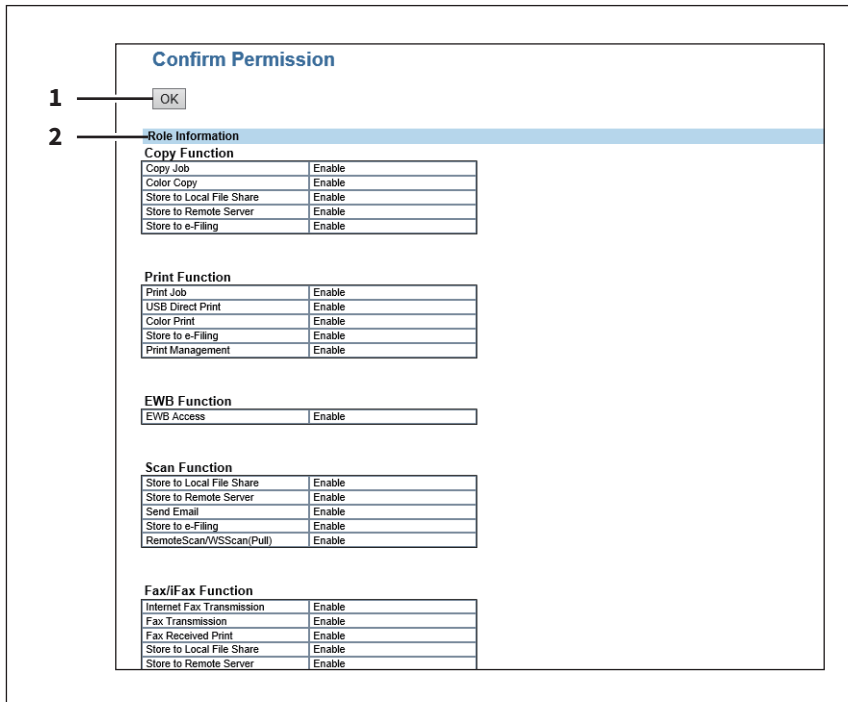 Confirm Permission
1 OK
2 Role Information
Copy Function
Copy Job Enable
Color Copy Enable
Store to Local File Share Enable
Store to Remote Server Enable
Store to e-Filing Enable
Print Function
Print Job Enable
USB Direct Print Enable
Color Print Enable
Store to e-Filing Enable
Print Management Enable
EWB Function
EWB Access Enable
Scan Function
Store to Local File Share Enable
Store to Remote Server Enable
Send Email Enable
Store to e-Filing Enable
RemoteScan/WSScan(Pull) Enable
Fax/iFax Function
Internet Fax Transmission Enable
Fax Transmission Enable
Fax Received Print Enable
Store to Local File Share Enable
Store to Remote Server Enable